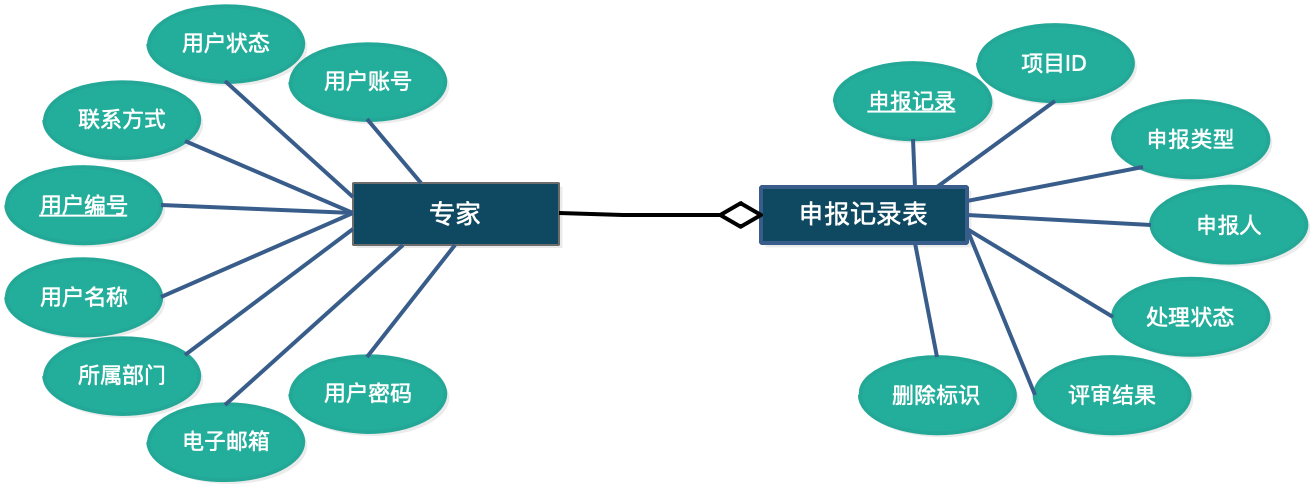 用户状态
用户账号
联系方式
用户编号
用户名称
所属部门
电子邮箱
用户密码
专家
申报记录表
申报记录
项目ID
申报类型
申报人
处理状态
评审结果
删除标识